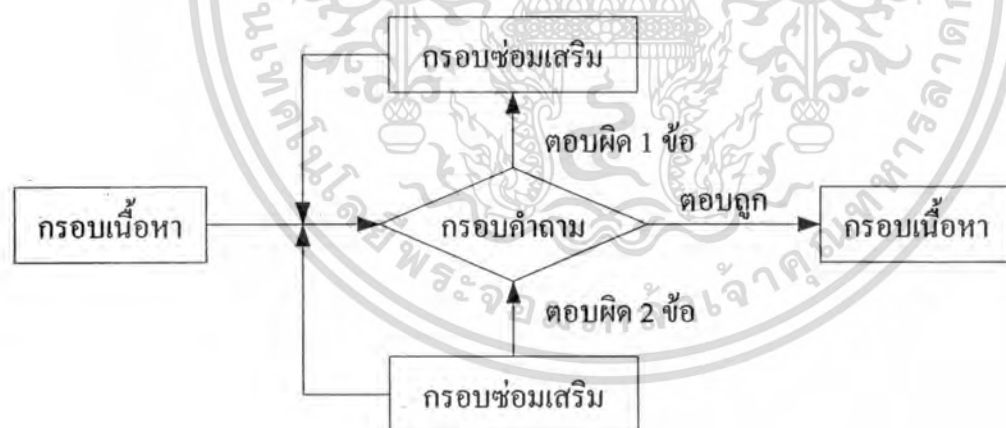 กรอบซ่อมเสริม
ตอบผิด 1 ข้อ
กรอบเนื้อหา
กรอบคำถาม
ตอบถูก
กรอบเนื้อหา
ตอบผิด 2 ข้อ
กรอบซ่อมเสริม